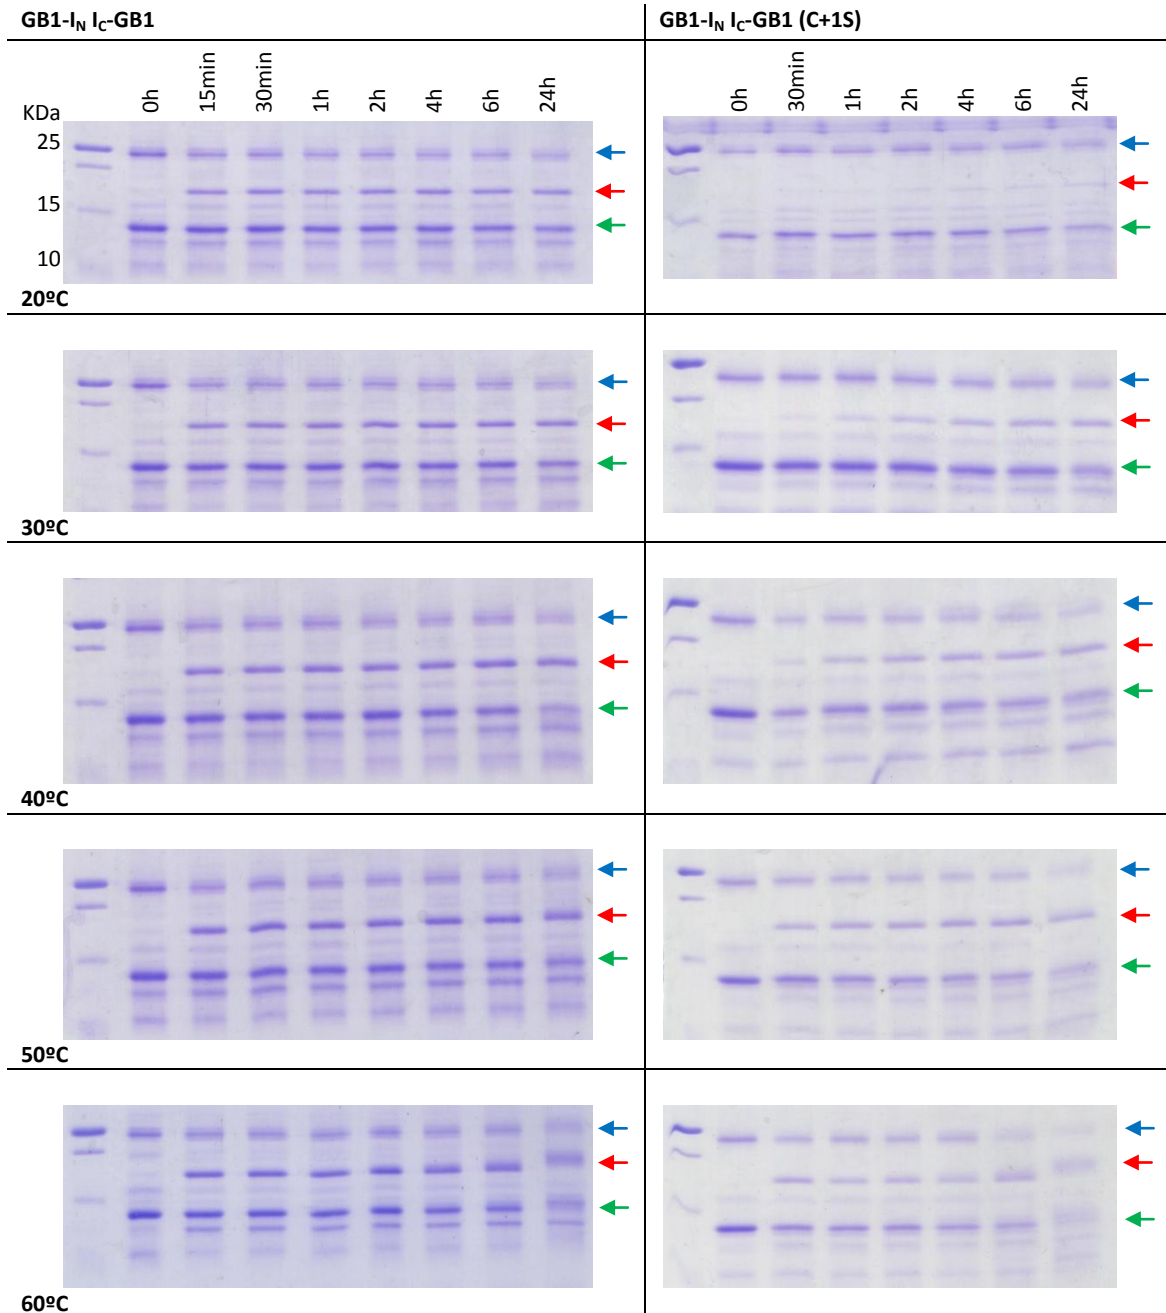 GB1-IN IC-GB1
GB1-IN IC-GB1 (C+1S)
0h 15min 30min 1h 2h 4h 6h 24h
0h 30min 1h 2h 4h 6h 24h
KDa
25
15
10
20ºC
30ºC
40ºC
50ºC
60ºC